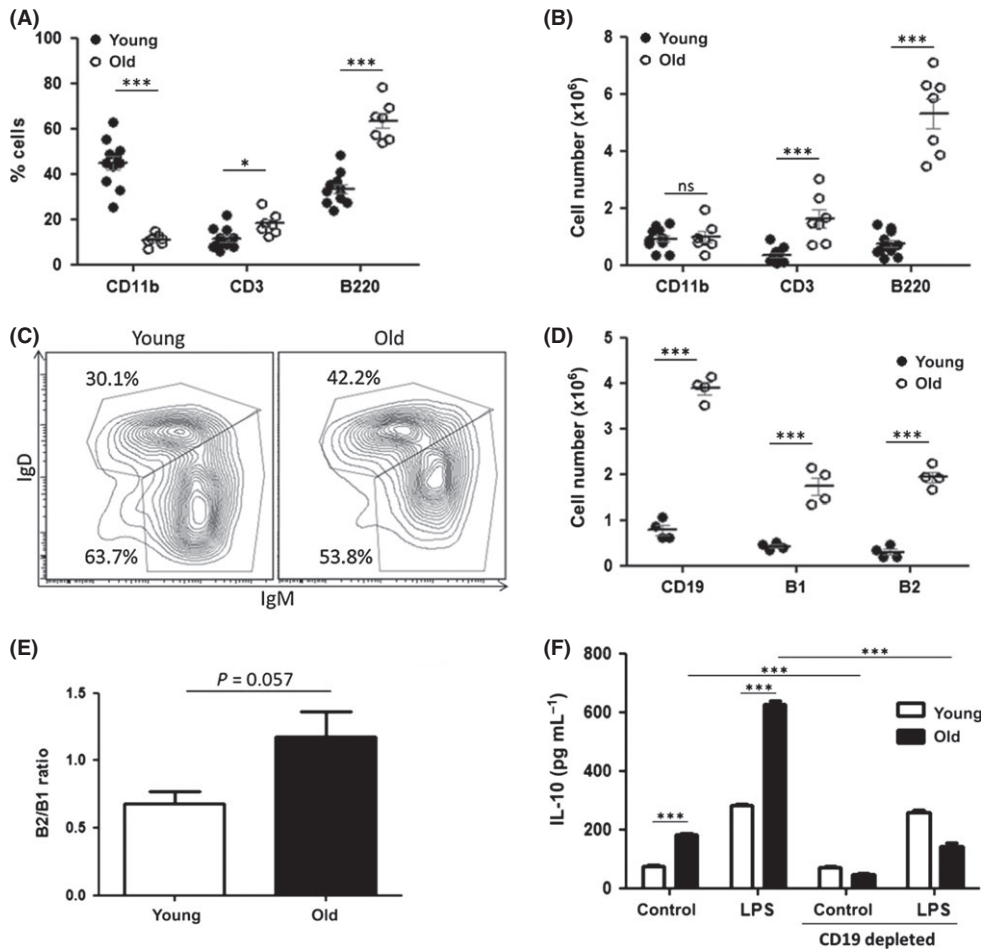 (A)
% cells
100
80
60
40
20
0
Young
Old
***
*
***
CD11b
CD3
B220
(B)
Cell number (x10⁶)
8
6
4
2
0
Young
Old
ns
***
***
CD11b
CD3
B220
(C)
Young
Old
30.1%
63.7%
42.2%
53.8%
IgD
IgM
(D)
Cell number (x10⁶)
5
4
3
2
1
0
Young
Old
***
***
***
CD19
B1
B2
(E)
B2/B1 ratio
1.5
1.0
0.5
0.0
P = 0.057
Young
Old
(F)
IL-10 (pg mL⁻¹)
800
600
400
200
0
***
***
***
***
Young
Old
Control
LPS
Control
LPS
CD19 depleted